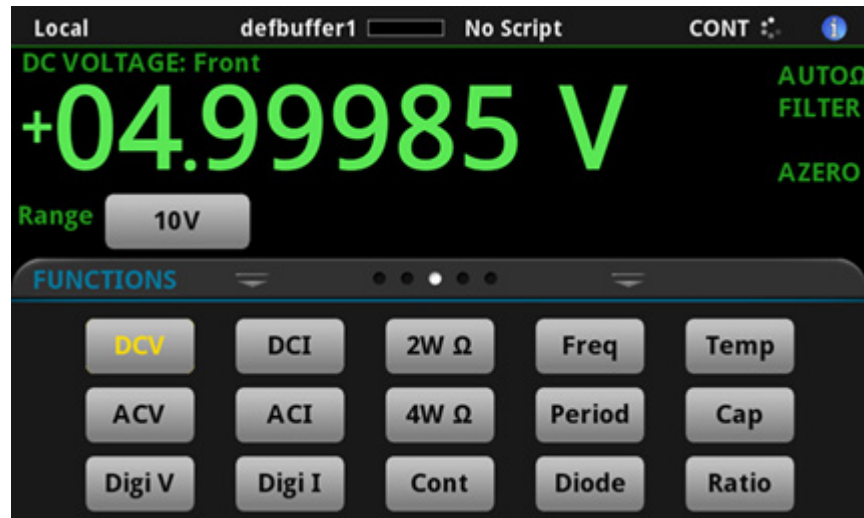 Local defbuffer1 No Script CONT i
DC VOLTAGE: Front
+04.99985 V
AUTOΩ
FILTER
AZERO
Range 10V
FUNCTIONS
DCV DCI 2W Ω Freq Temp
ACV ACI 4W Ω Period Cap
Digi V Digi I Cont Diode Ratio